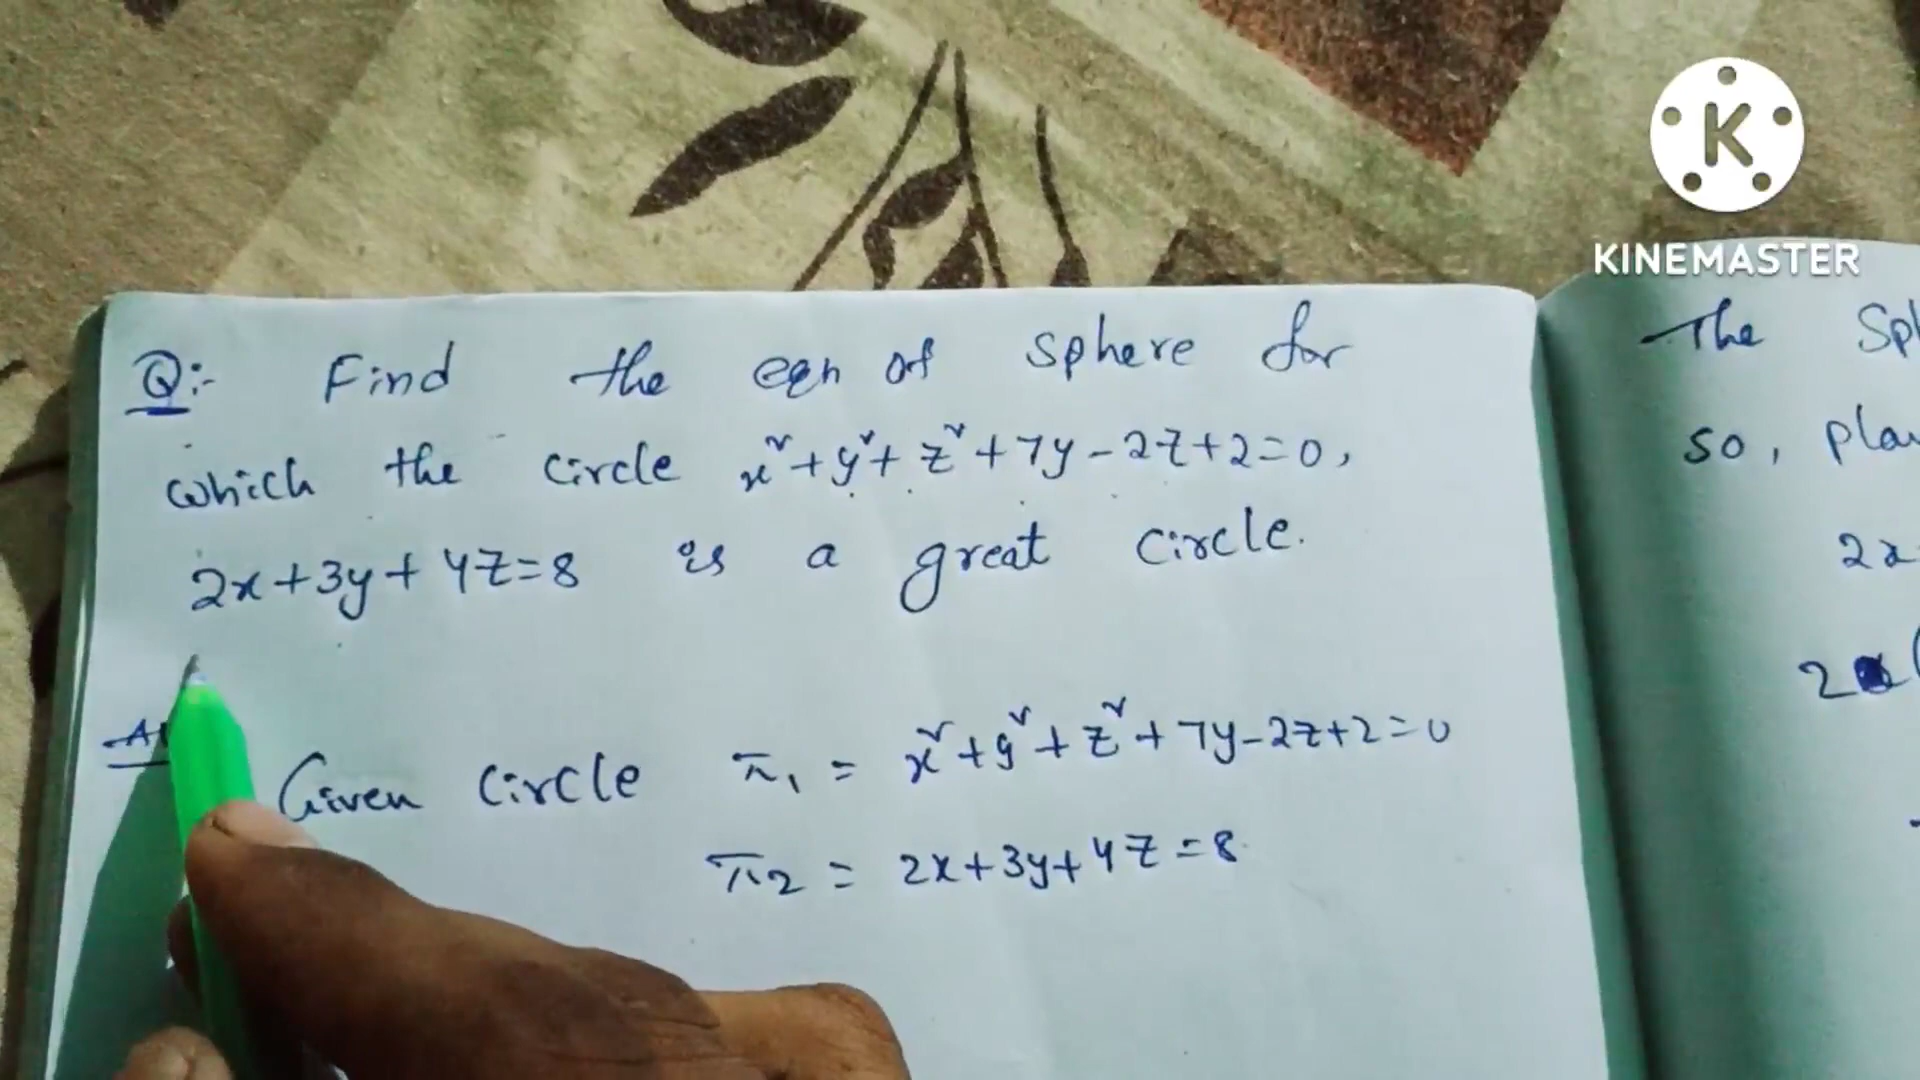 KINEMASTER
Q:- Find the eqn of sphere for
which the circle x²+y²+z²+7y-2z+2=0,
2x+3y+4z=8 is a great circle.
Given circle π₁ = x²+y²+z²+7y-2z+2=0
π₂ = 2x+3y+4z=8
The
so,